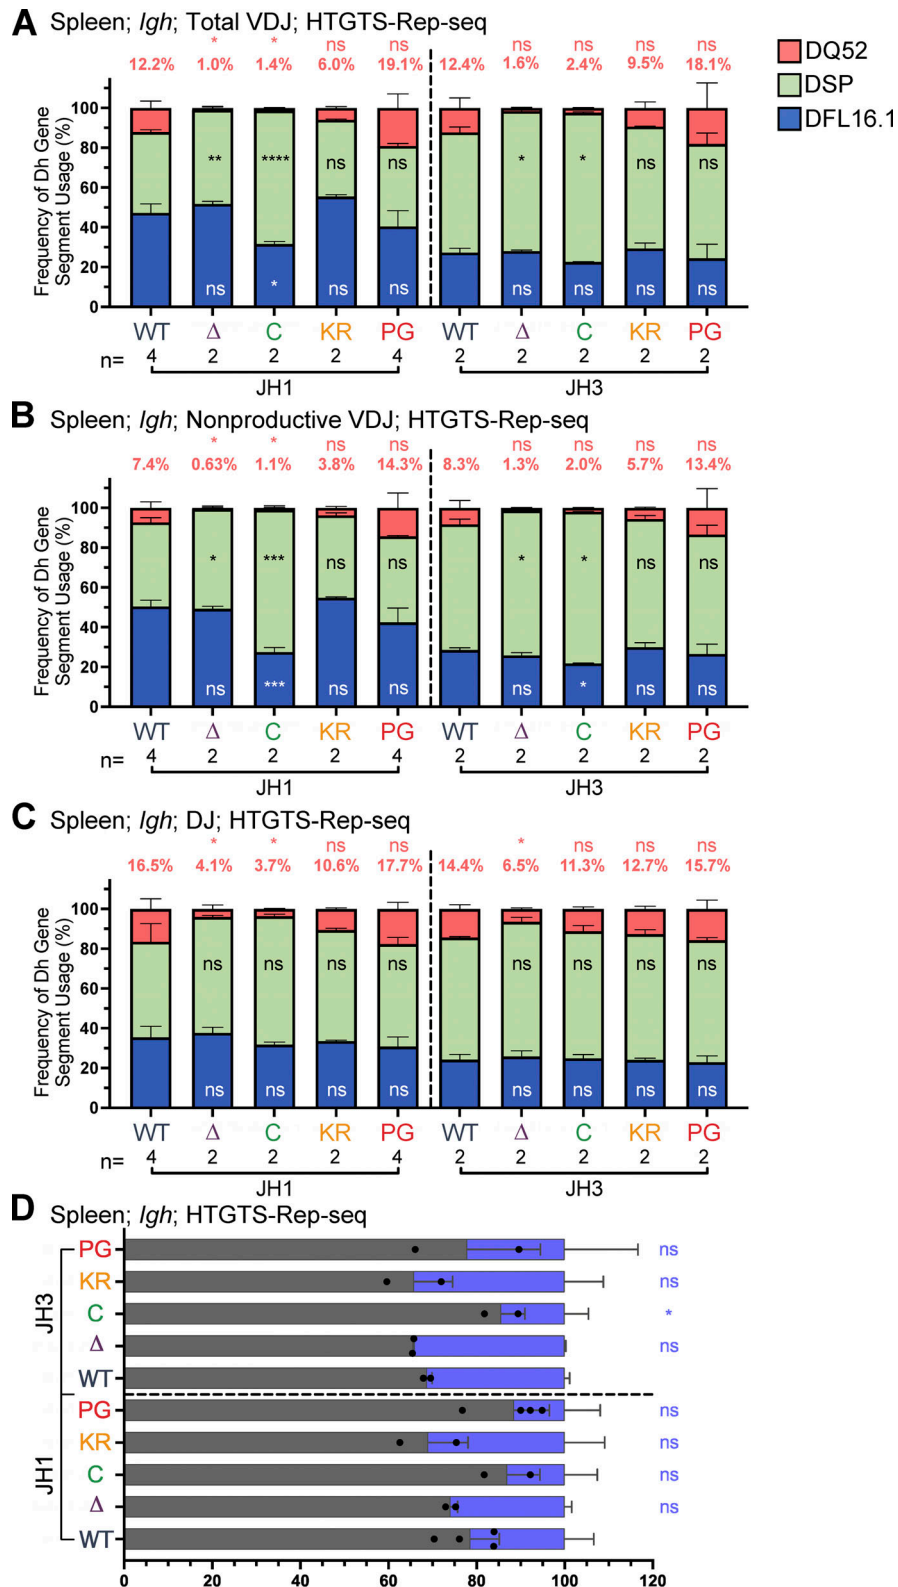 A Spleen; Igh; Total VDJ; HTGTS-Rep-seq
* * ns ns ns ns ns ns
12.2% 1.0% 1.4% 6.0% 19.1% 12.4% 1.6% 2.4% 9.5% 18.1%
DQ52
DSP
DFL16.1
Frequency of Dh Gene
Segment Usage (%)
100
80
60
40
20
0
** **** ns ns * * ns ns
ns * ns ns ns ns ns ns
WT Δ C KR PG WT Δ C KR PG
n= 4 2 2 2 4 2 2 2 2 2
JH1 JH3
B Spleen; Igh; Nonproductive VDJ; HTGTS-Rep-seq
* * ns ns ns ns ns ns
7.4% 0.63% 1.1% 3.8% 14.3% 8.3% 1.3% 2.0% 5.7% 13.4%
Frequency of Dh Gene
Segment Usage (%)
100
80
60
40
20
0
* *** ns ns * * ns ns
ns *** ns ns ns * ns ns
WT Δ C KR PG WT Δ C KR PG
n= 4 2 2 2 4 2 2 2 2 2
JH1 JH3
C Spleen; Igh; DJ; HTGTS-Rep-seq
* * ns ns * ns ns ns
16.5% 4.1% 3.7% 10.6% 17.7% 14.4% 6.5% 11.3% 12.7% 15.7%
Frequency of Dh Gene
Segment Usage (%)
100
80
60
40
20
0
ns ns ns ns ns ns ns ns
ns ns ns ns ns ns ns ns
WT Δ C KR PG WT Δ C KR PG
n= 4 2 2 2 4 2 2 2 2 2
JH1 JH3
D Spleen; Igh; HTGTS-Rep-seq
JH3
PG ns
KR ns
C *
Δ ns
WT
JH1
PG ns
KR ns
C ns
Δ ns
WT
0 20 40 60 80 100 120